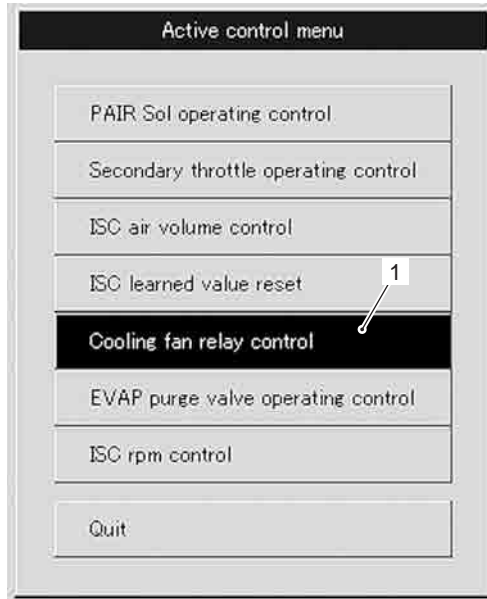 Active control menu
PAIR Sol operating control
Secondary throttle operating control
ISC air volume control
ISC learned value reset
1
Cooling fan relay control
EVAP purge valve operating control
ISC rpm control
Quit